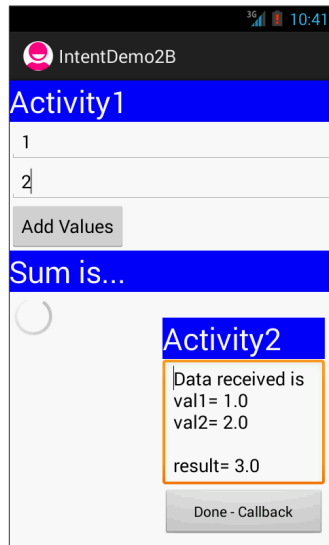 3G 10:41
IntentDemo2B
Activity1
1
2
Add Values
Sum is...
Activity2
Data received is
val1= 1.0
val2= 2.0
result= 3.0
Done - Callback